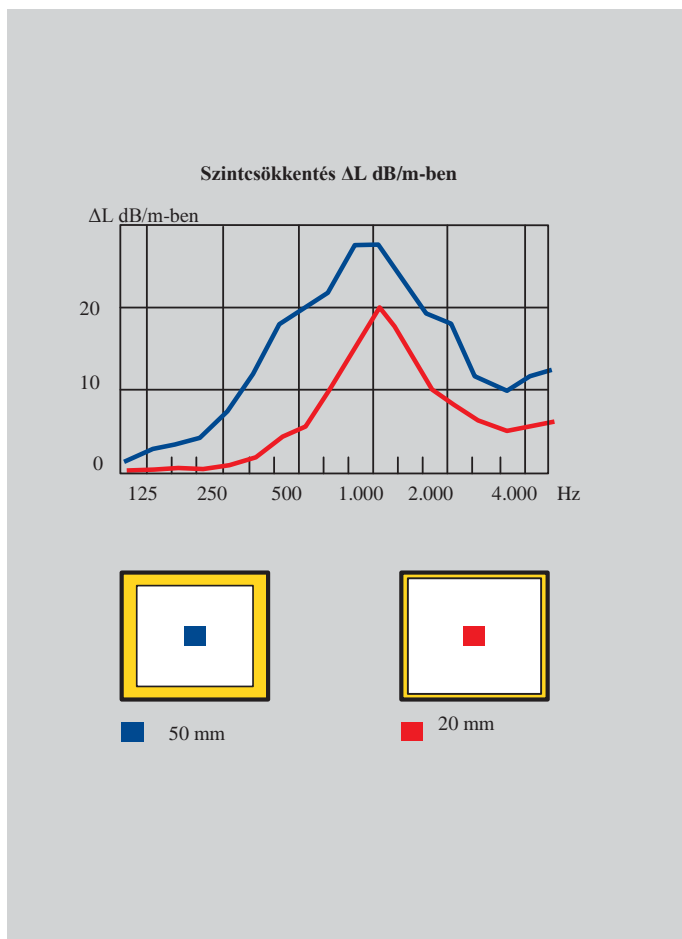 Szintcsökkentés ΔL dB/m-ben
ΔL dB/m-ben
20
10
0
125 250 500 1.000 2.000 4.000 Hz
50 mm
20 mm